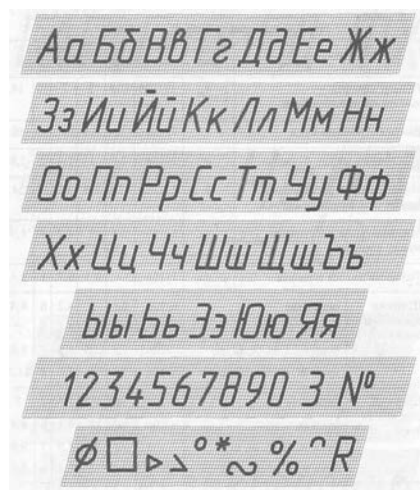 Аа Бб Вв Гг Дд Ее Жж
Зз Ии Йй Кк Лл Мм Нн
Оо Пп Рр Сс Тт Уу Фф
Хх Цц Чч Шш Щщ Ъъ
Ыы Ьь Ээ Юю Яя
1234567890 3 №
⌀ □ ▷ ∠ ° * ~ % ⌒ R